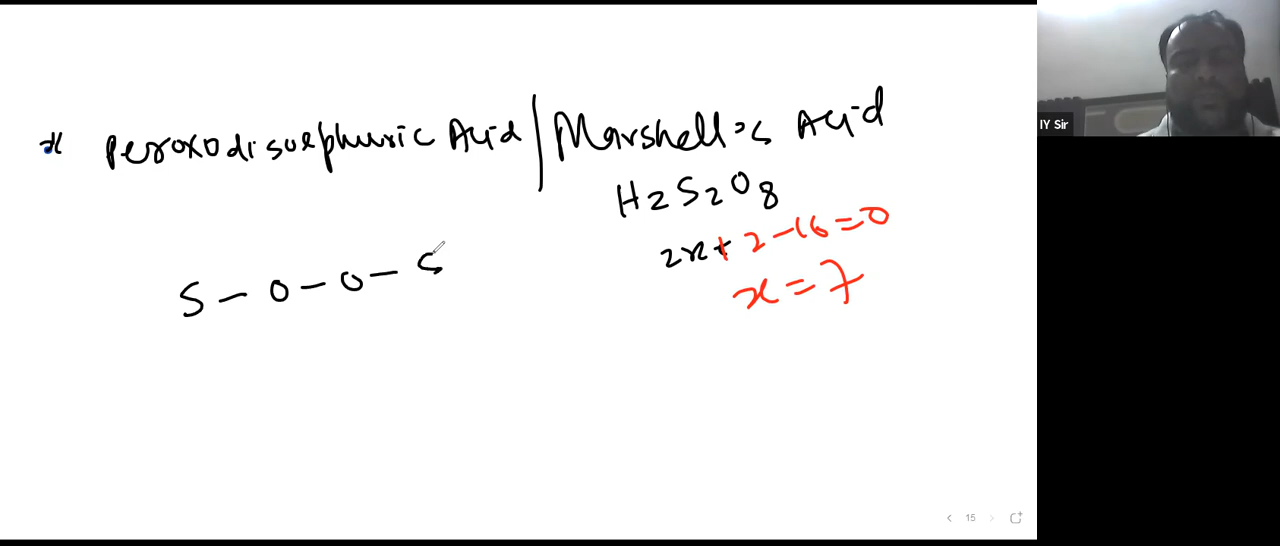 * Peroxodisulphuric Acid | Marshell's Acid
H2S2O8
2x + 2 - 16 = 0
x = 7
S - O - O - S
IY Sir
15